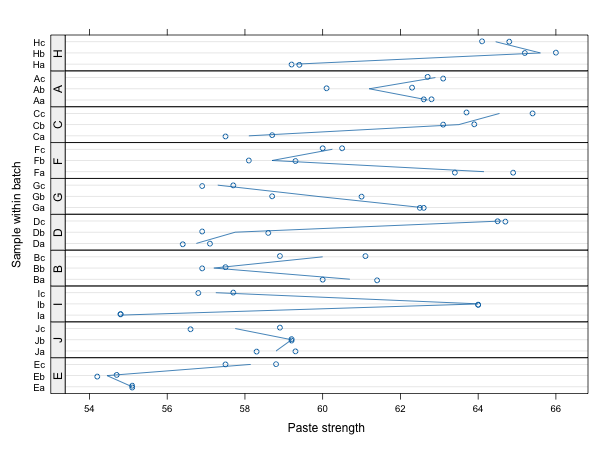 Hc
Hb
Ha
H
Ac
Ab
Aa
A
Cc
Cb
Ca
C
Fc
Fb
Fa
F
Gc
Gb
Ga
G
Dc
Db
Da
D
Bc
Bb
Ba
B
Ic
Ib
Ia
I
Jc
Jb
Ja
J
Ec
Eb
Ea
E
Sample within batch
54 56 58 60 62 64 66
Paste strength